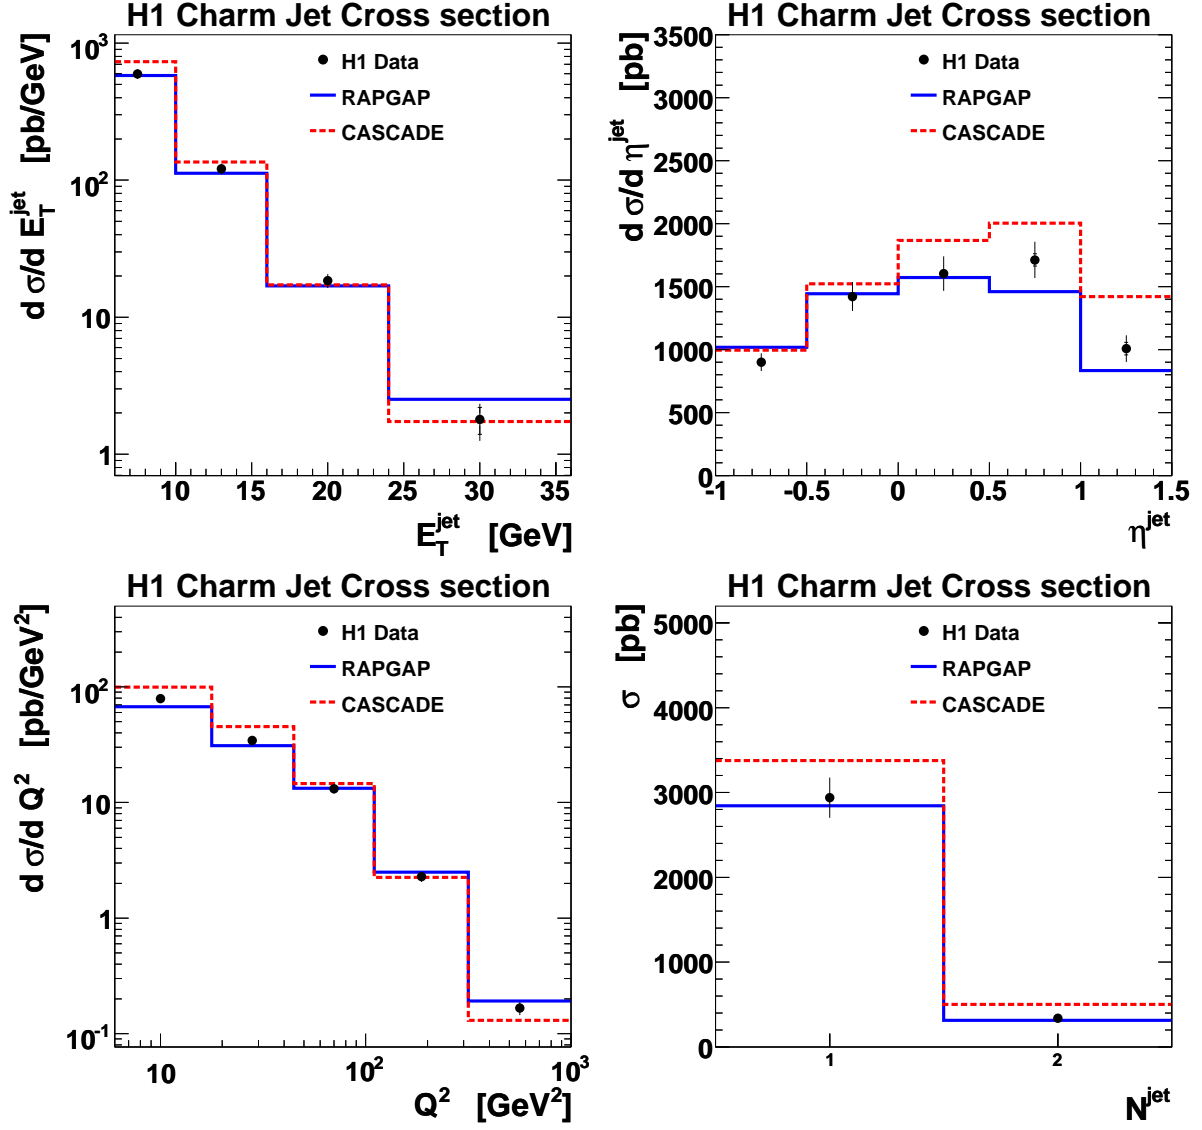 H1 Charm Jet Cross section
d σ/d E_T^jet [pb/GeV]
10^3
10^2
10
1
H1 Data
RAPGAP
CASCADE
10 15 20 25 30 35
E_T^jet [GeV]
H1 Charm Jet Cross section
d σ/d η^jet [pb]
3500
3000
2500
2000
1500
1000
500
0
H1 Data
RAPGAP
CASCADE
-1 -0.5 0 0.5 1 1.5
η^jet
H1 Charm Jet Cross section
d σ/d Q^2 [pb/GeV^2]
10^2
10
1
10^-1
H1 Data
RAPGAP
CASCADE
10 10^2 10^3
Q^2 [GeV^2]
H1 Charm Jet Cross section
σ [pb]
5000
4000
3000
2000
1000
0
H1 Data
RAPGAP
CASCADE
1 2
N^jet